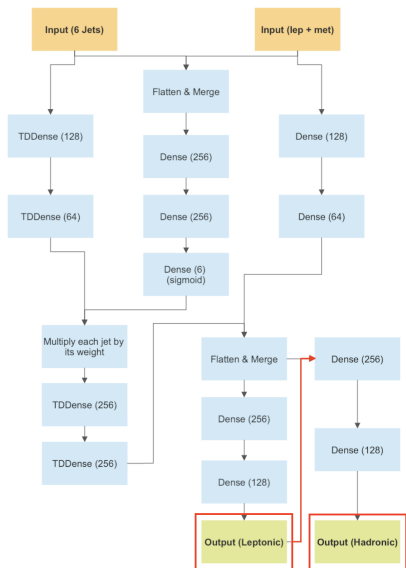 Input (6 Jets)
Input (lep + met)
Flatten & Merge
TDDense (128)
Dense (256)
Dense (128)
TDDense (64)
Dense (256)
Dense (64)
Dense (6)
(sigmoid)
Multiply each jet by
its weight
Flatten & Merge
Dense (256)
TDDense (256)
Dense (256)
Dense (128)
TDDense (256)
Dense (128)
Output (Leptonic)
Output (Hadronic)